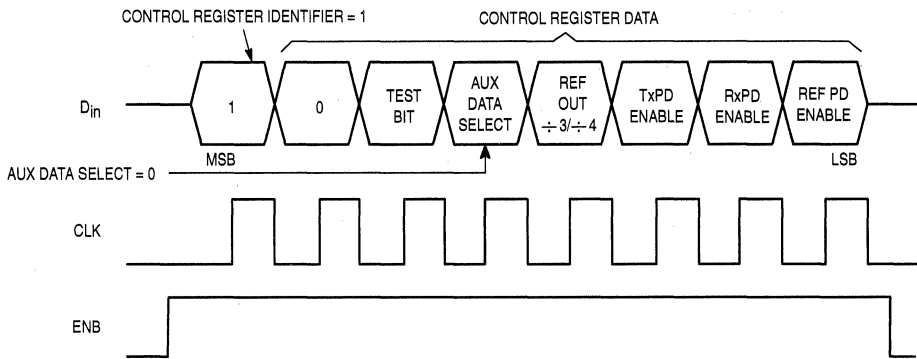 CONTROL REGISTER IDENTIFIER = 1
CONTROL REGISTER DATA
Din
1
0
TEST
BIT
AUX
DATA
SELECT
REF
OUT
÷3/÷4
TxPD
ENABLE
RxPD
ENABLE
REF PD
ENABLE
MSB
LSB
AUX DATA SELECT = 0
CLK
ENB